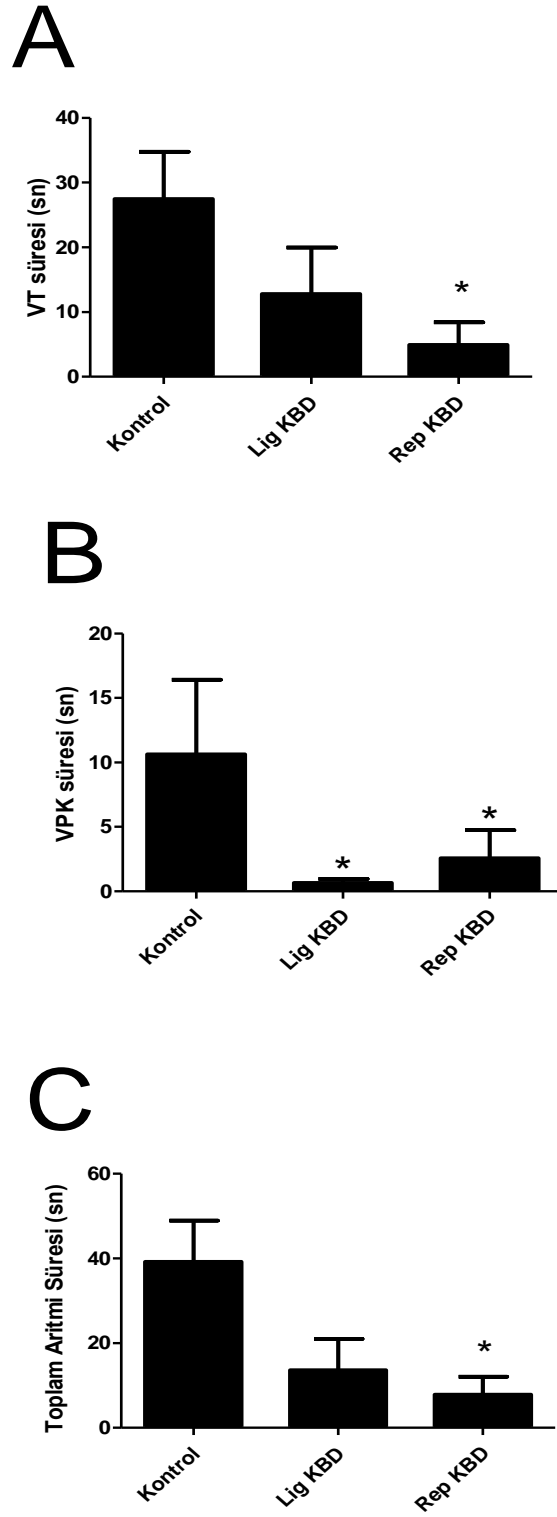 A
VT süresi (sn)
40
30
20
10
0
*
Kontrol
Lig KBD
Rep KBD
B
VPK süresi (sn)
20
15
10
5
0
*
*
Kontrol
Lig KBD
Rep KBD
C
Toplam Aritmi Süresi (sn)
60
40
20
0
*
Kontrol
Lig KBD
Rep KBD